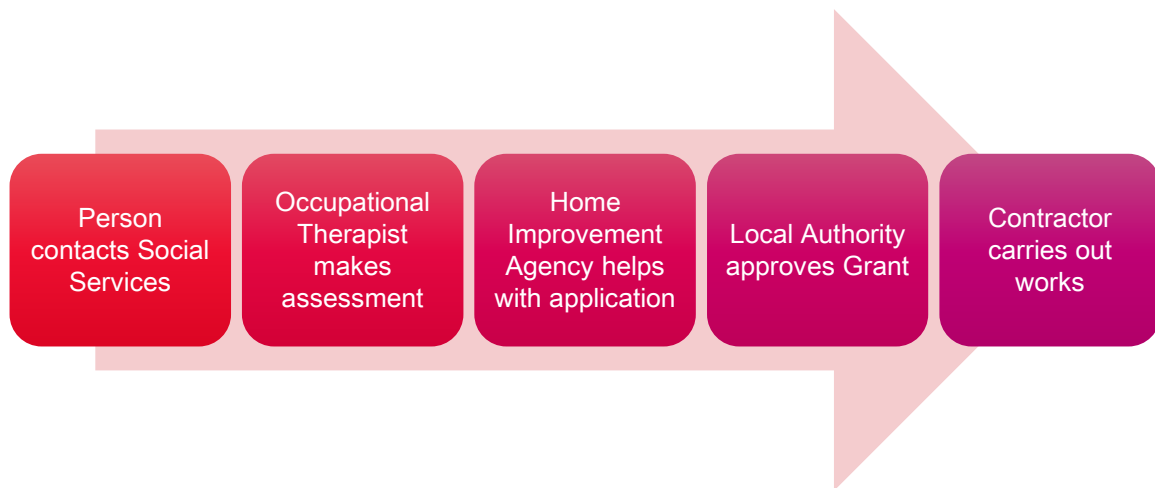 Person
contacts Social
Services
Occupational
Therapist
makes
assessment
Home
Improvement
Agency helps
with application
Local Authority
approves Grant
Contractor
carries out
works